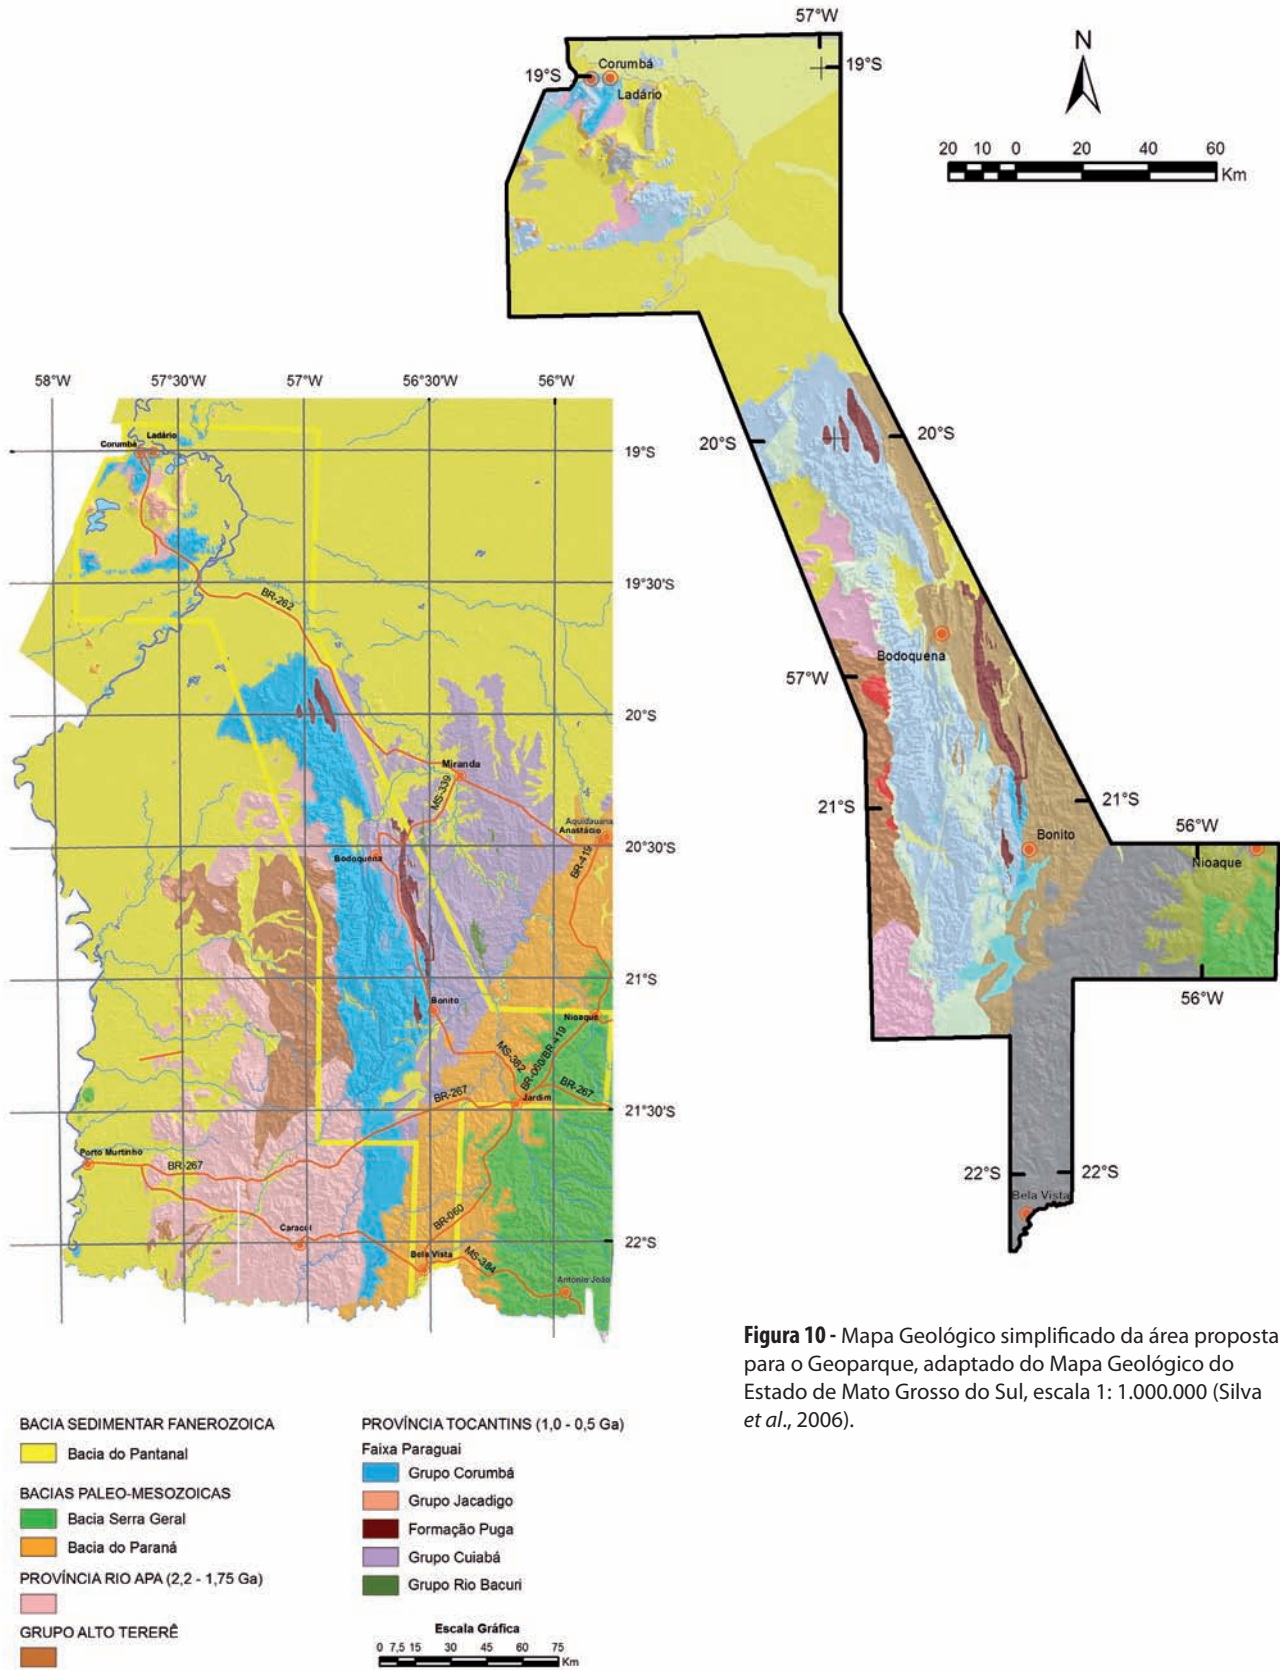 57°W
N
19°S
Corumbá
19°S
Ladário
20 10 0 20 40 60
Km
58°W 57°30'W 57°W 56°30'W 56°W
20°S
20°S
Corumbá
Ladário
19°S
19°30'S
BR-262
Bodoquena
57°W
20°S
Miranda
MS-339
21°S
21°S
56°W
Bonito
Nioaque
Aquidauana
Anastácio
20°30'S
Bodoquena
BR-419
21°S
56°W
Bonito
Nioaque
MS-382
BR-060/BR-419
BR-267
BR-267
Jardim
21°30'S
Porto Murtinho
BR-267
22°S
22°S
Bela Vista
BR-060
Caracol
22°S
Bela Vista
MS-384
Antonio João
Figura 10 - Mapa Geológico simplificado da área proposta
para o Geoparque, adaptado do Mapa Geológico do
Estado de Mato Grosso do Sul, escala 1: 1.000.000 (Silva
et al., 2006).
BACIA SEDIMENTAR FANEROZOICA
Bacia do Pantanal
BACIAS PALEO-MESOZOICAS
Bacia Serra Geral
Bacia do Paraná
PROVÍNCIA RIO APA (2,2 - 1,75 Ga)
GRUPO ALTO TERERÊ
PROVÍNCIA TOCANTINS (1,0 - 0,5 Ga)
Faixa Paraguai
Grupo Corumbá
Grupo Jacadigo
Formação Puga
Grupo Cuiabá
Grupo Rio Bacuri
Escala Gráfica
0 7,5 15 30 45 60 75
Km